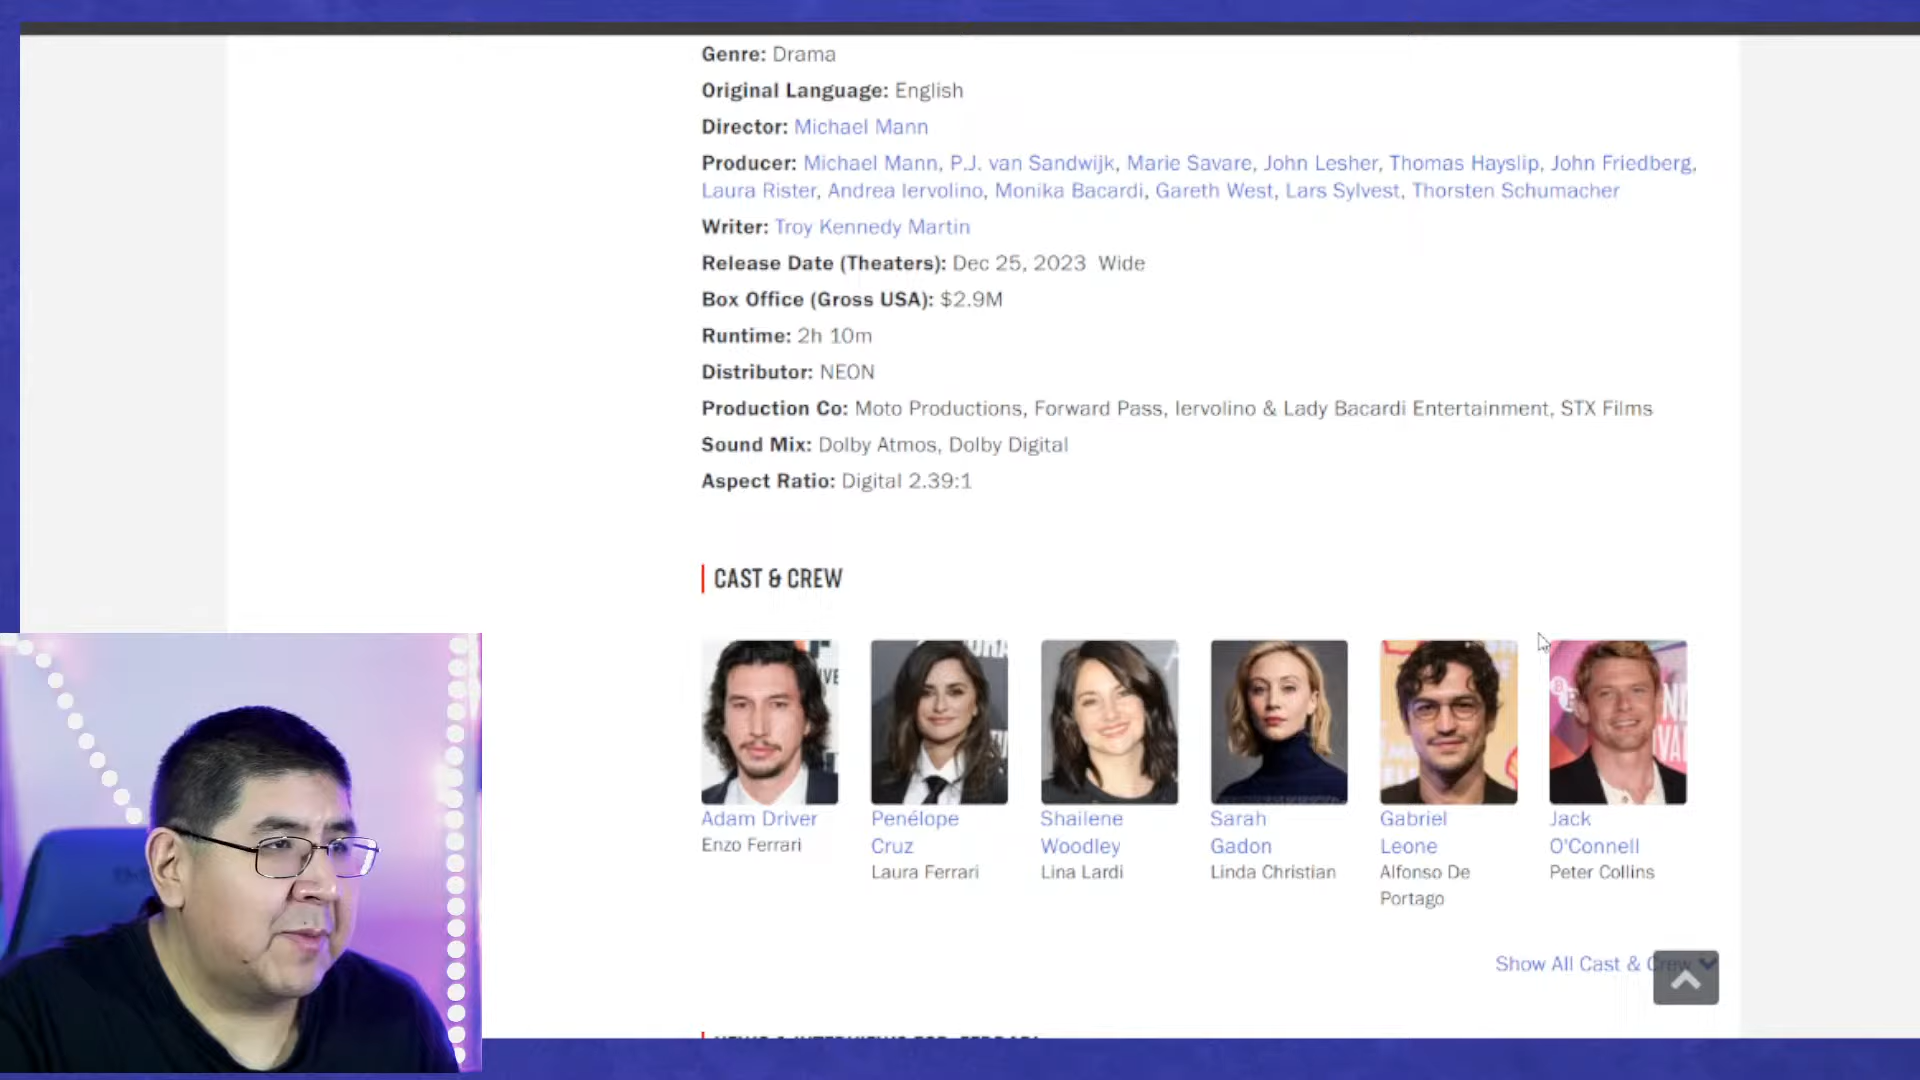 Genre: Drama
Original Language: English
Director: Michael Mann
Producer: Michael Mann, P.J. van Sandwijk, Marie Savare, John Lesher, Thomas Hayslip, John Friedberg,
Laura Rister, Andrea Iervolino, Monika Bacardi, Gareth West, Lars Sylvest, Thorsten Schumacher
Writer: Troy Kennedy Martin
Release Date (Theaters): Dec 25, 2023 Wide
Box Office (Gross USA): $2.9M
Runtime: 2h 10m
Distributor: NEON
Production Co: Moto Productions, Forward Pass, Iervolino & Lady Bacardi Entertainment, STX Films
Sound Mix: Dolby Atmos, Dolby Digital
Aspect Ratio: Digital 2.39:1
CAST & CREW
Adam Driver
Enzo Ferrari
Penélope
Cruz
Laura Ferrari
Shailene
Woodley
Lina Lardi
Sarah
Gadon
Linda Christian
Gabriel
Leone
Alfonso De
Portago
Jack
O'Connell
Peter Collins
Show All Cast & Crew